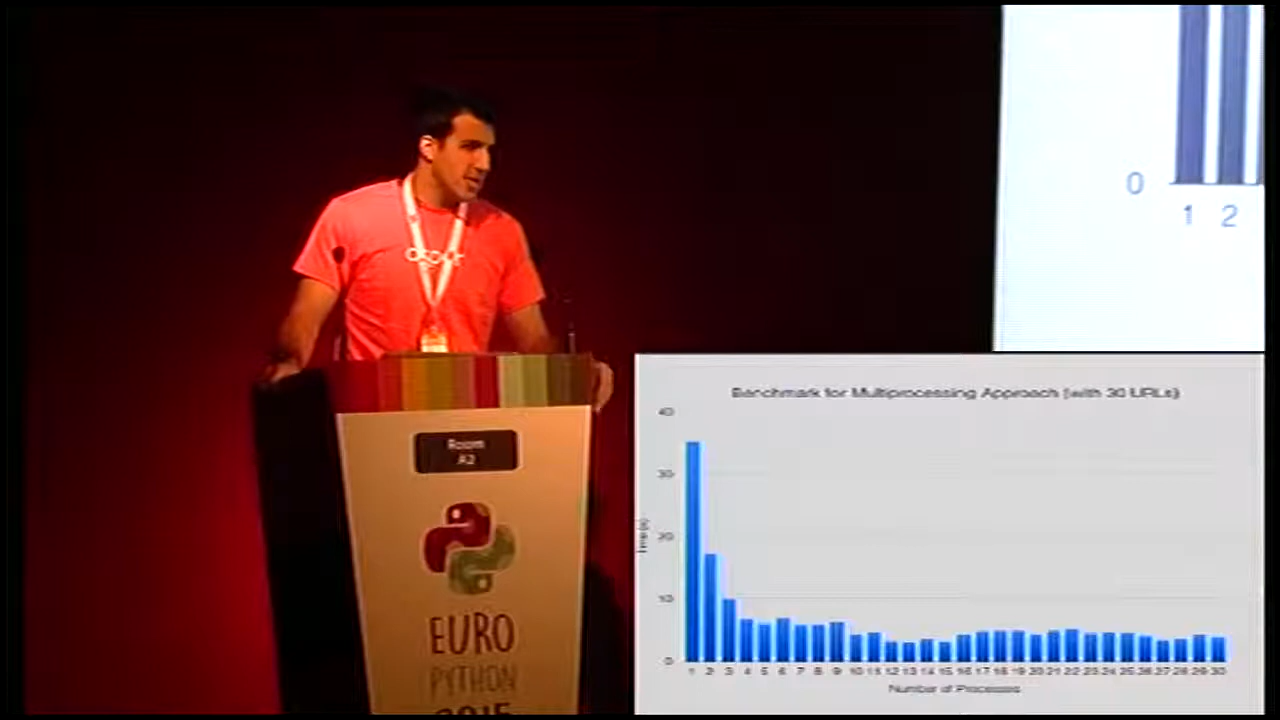 0
1 2
Benchmark for Multiprocessing Approach (with 30 URLs)
40
30
20
10
0
Time (s)
1 2 3 4 5 6 7 8 9 10 11 12 13 14 15 16 17 18 19 20 21 22 23 24 25 26 27 28 29 30
Number of Processes
Room
A2
EURO
PYTHON
2015